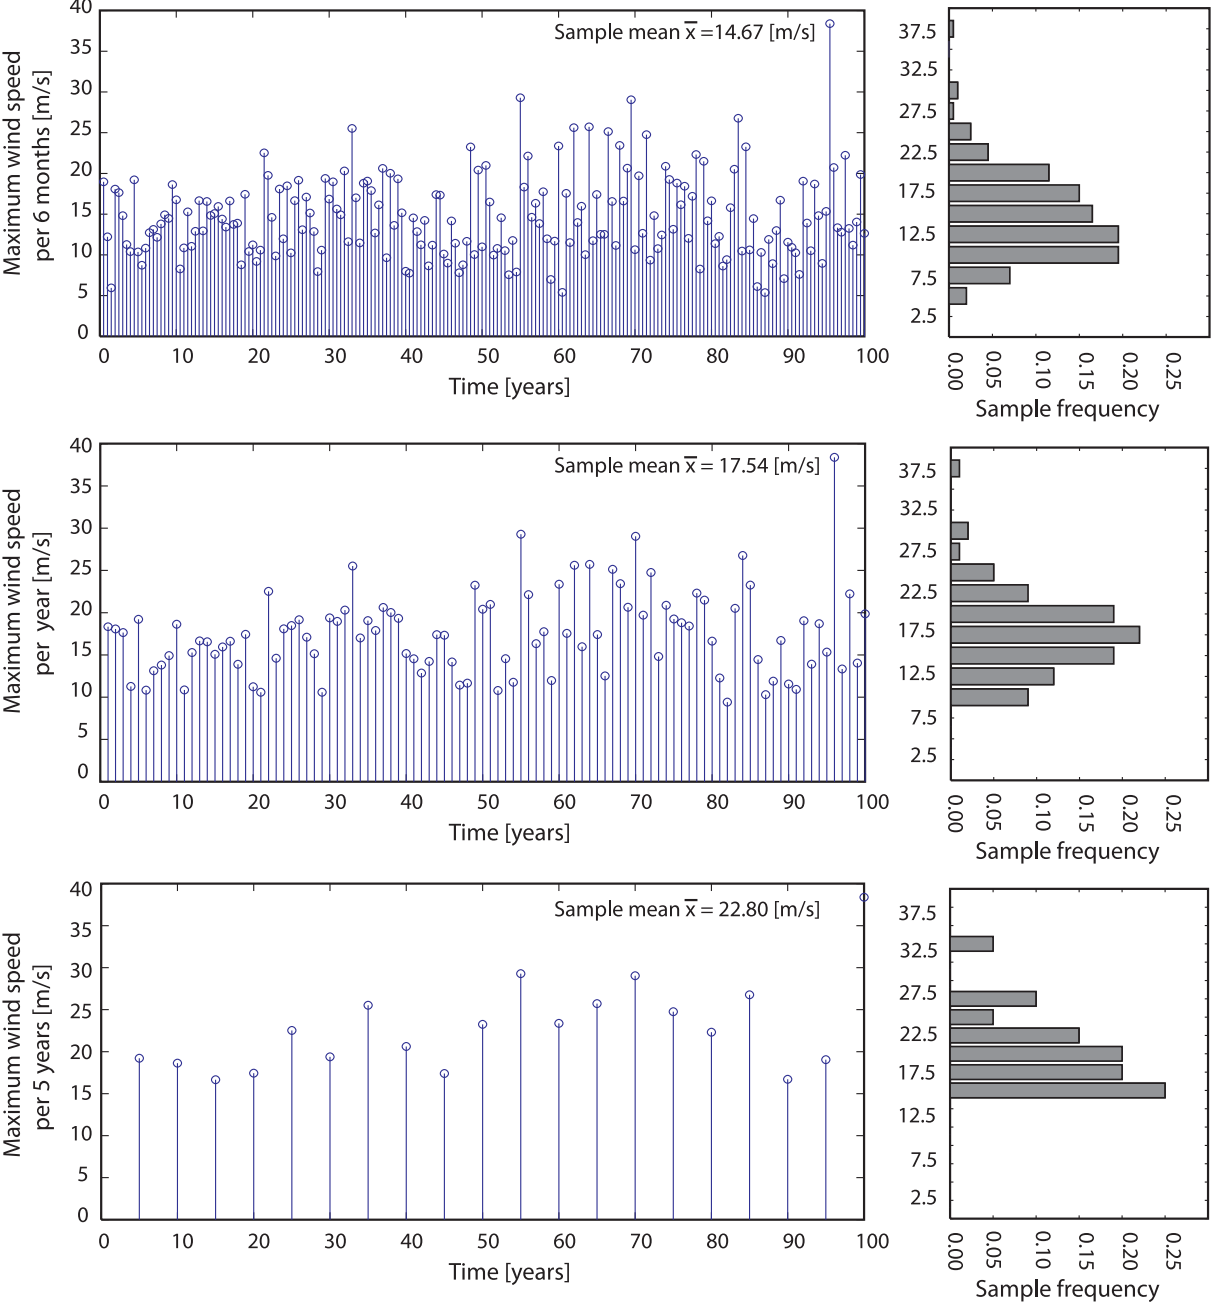 Maximum wind speed
per 6 months [m/s]
40
35
30
25
20
15
10
5
0
Sample mean x̅ =14.67 [m/s]
0 10 20 30 40 50 60 70 80 90 100
Time [years]
37.5
32.5
27.5
22.5
17.5
12.5
7.5
2.5
0.00 0.05 0.10 0.15 0.20 0.25
Sample frequency
Maximum wind speed
per year [m/s]
40
35
30
25
20
15
10
5
0
Sample mean x̅ = 17.54 [m/s]
0 10 20 30 40 50 60 70 80 90 100
Time [years]
37.5
32.5
27.5
22.5
17.5
12.5
7.5
2.5
0.00 0.05 0.10 0.15 0.20 0.25
Sample frequency
Maximum wind speed
per 5 years [m/s]
40
35
30
25
20
15
10
5
0
Sample mean x̅ = 22.80 [m/s]
0 10 20 30 40 50 60 70 80 90 100
Time [years]
37.5
32.5
27.5
22.5
17.5
12.5
7.5
2.5
0.00 0.05 0.10 0.15 0.20 0.25
Sample frequency